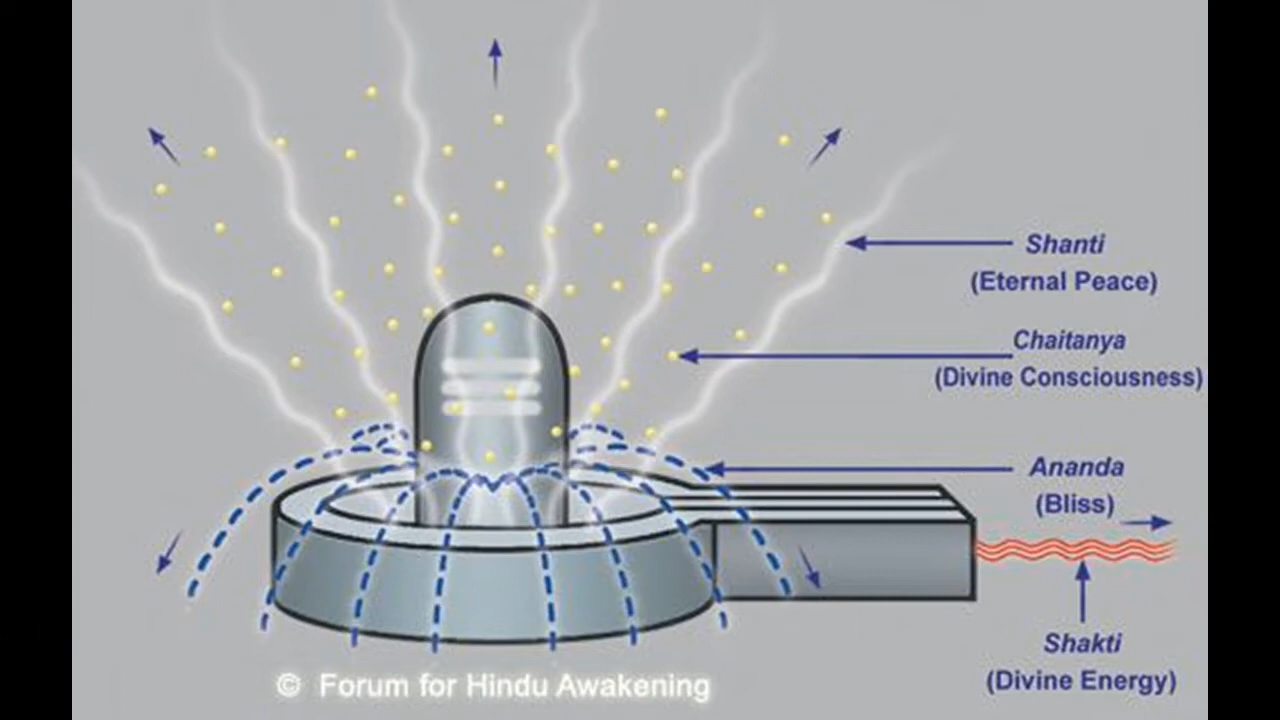 Shanti
(Eternal Peace)
Chaitanya
(Divine Consciousness)
Ananda
(Bliss)
Shakti
(Divine Energy)
© Forum for Hindu Awakening